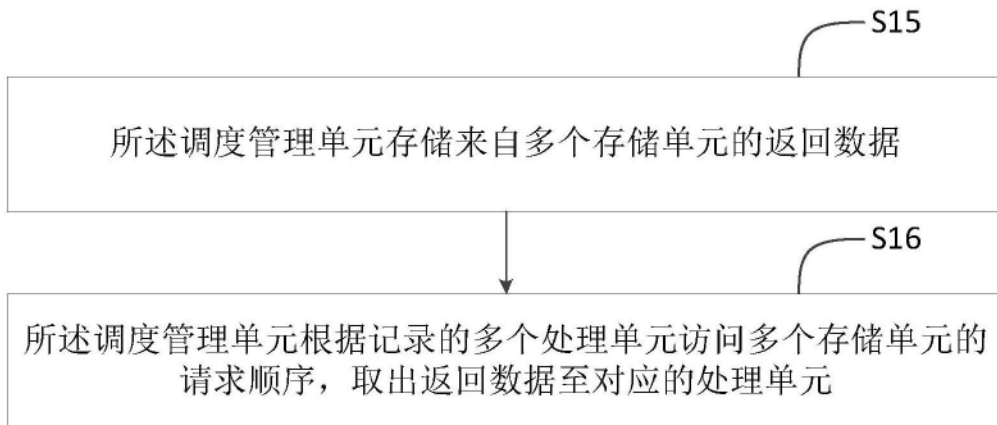 S15
所述调度管理单元存储来自多个存储单元的返回数据
S16
所述调度管理单元根据记录的多个处理单元访问多个存储单元的
请求顺序，取出返回数据至对应的处理单元